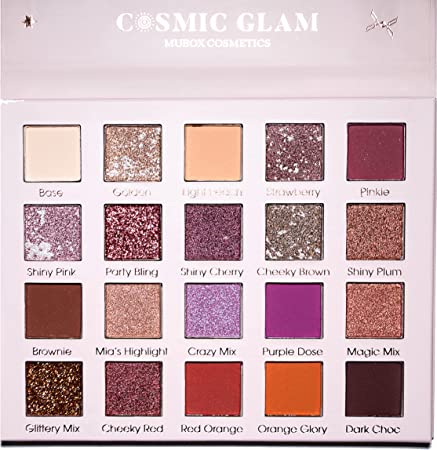 COSMIC GLAM
MUBOX COSMETICS
Base Golden Light Peach Strawberry Pinkie
Shiny Pink Party Bling Shiny Cherry Cheeky Brown Shiny Plum
Brownie Mia's Highlight Crazy Mix Purple Dose Magic Mix
Glittery Mix Cheeky Red Red Orange Orange Glory Dark Choc